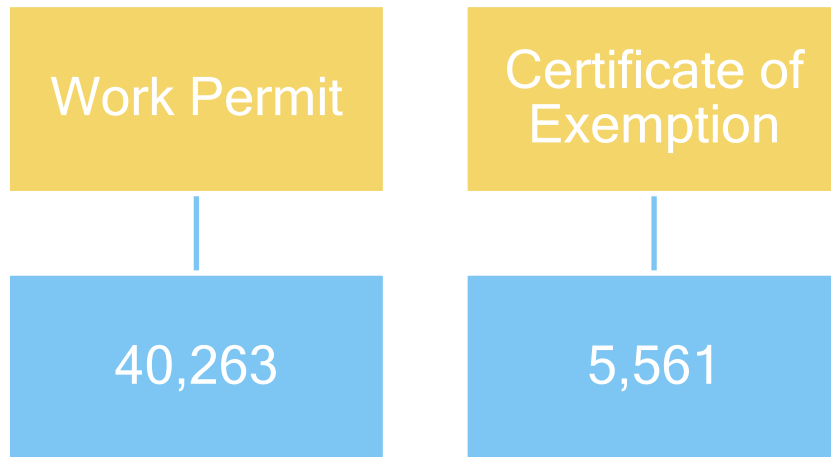 Work Permit
Certificate of
Exemption
40,263
5,561